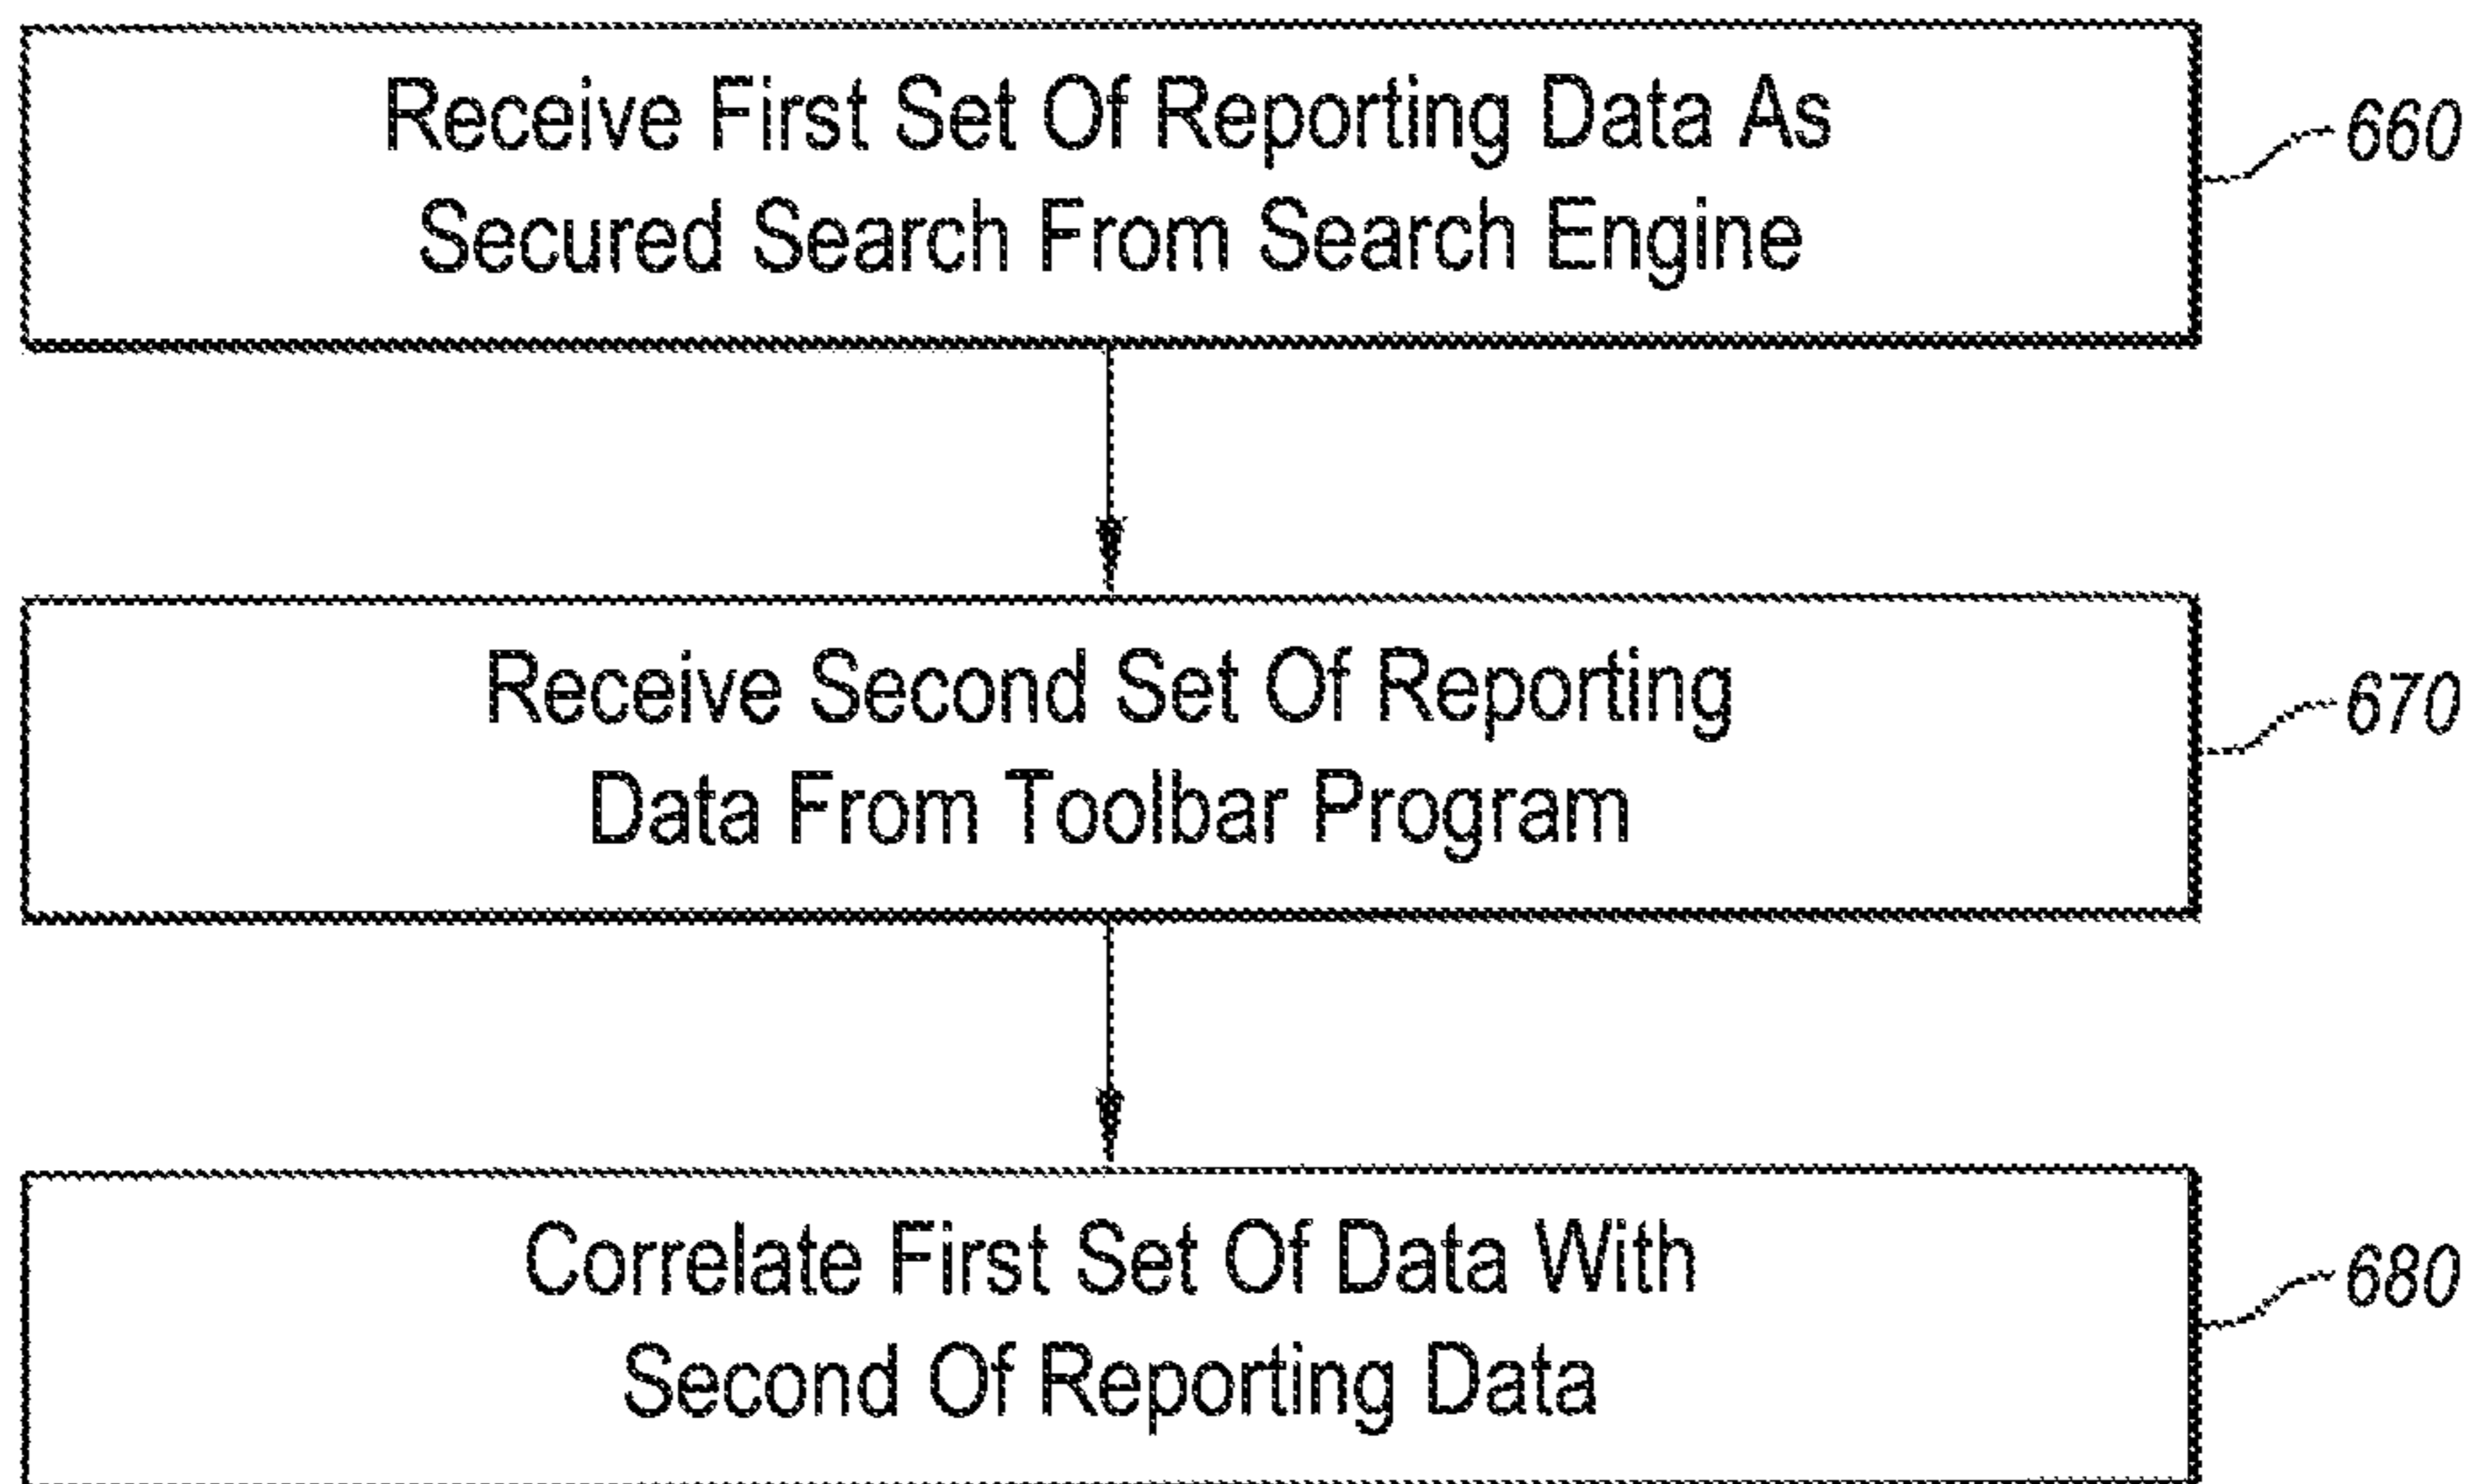 Receive First Set Of Reporting Data As
Secured Search From Search Engine
660
Receive Second Set Of Reporting
Data From Toolbar Program
670
Correlate First Set Of Data With
Second Of Reporting Data
680